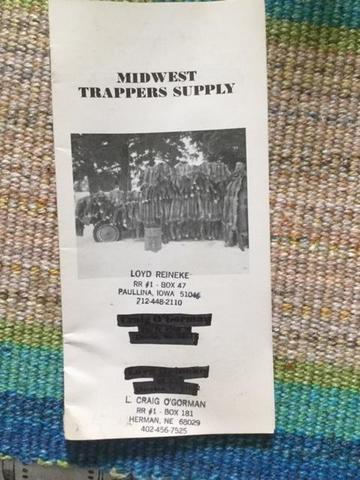 MIDWEST
TRAPPERS SUPPLY
LOYD REINEKE
RR #1 - BOX 47
PAULLINA, IOWA 51046
712-448-2110
L. CRAIG O'GORMAN
RR #1 - BOX 181
HERMAN, NE 68029
402-456-7525